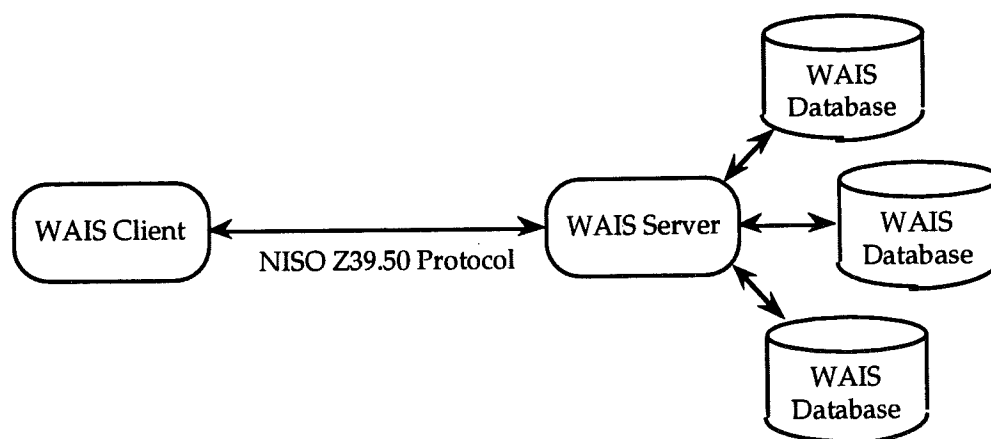 WAIS
Database
WAIS Client
NISO Z39.50 Protocol
WAIS Server
WAIS
Database
WAIS
Database